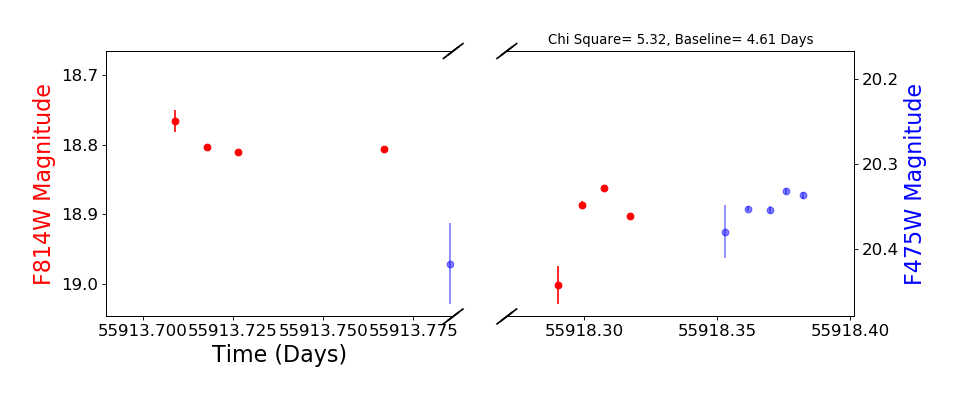 Chi Square= 5.32, Baseline= 4.61 Days
F814W Magnitude
18.7
18.8
18.9
19.0
20.2
20.3
20.4
F475W Magnitude
55913.700 55913.725 55913.750 55913.775 55918.30 55918.35 55918.40
Time (Days)